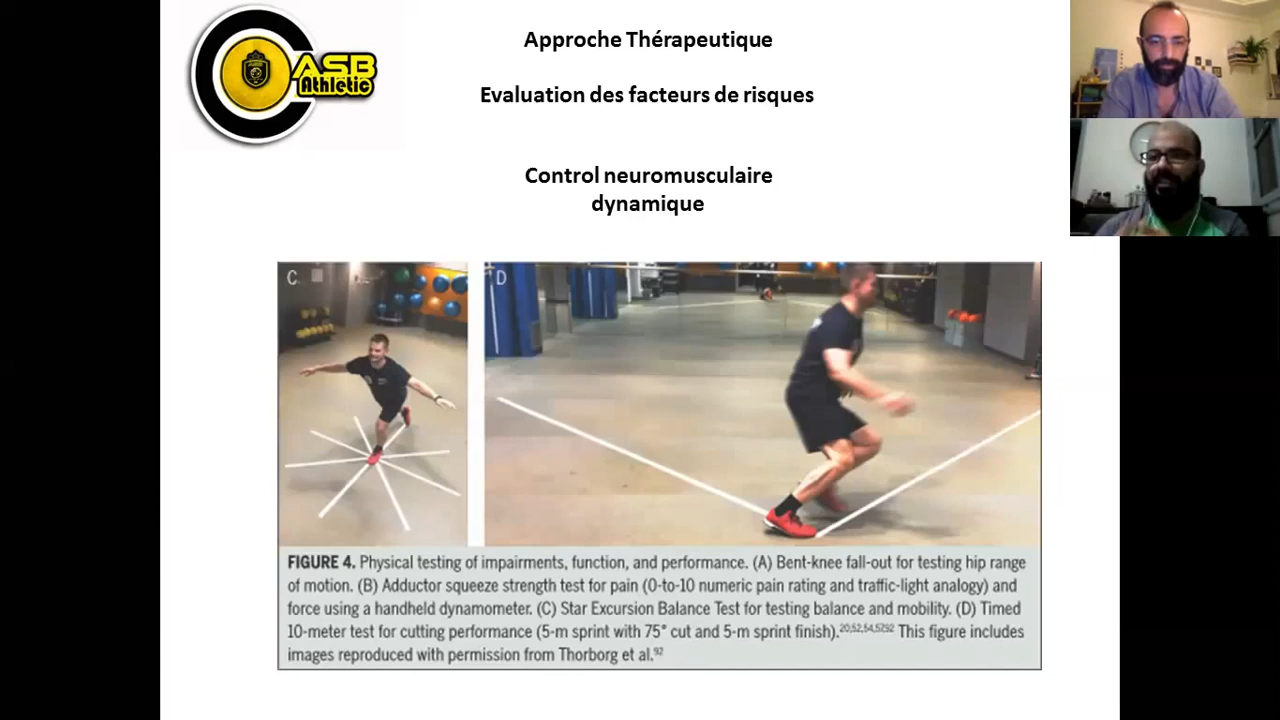 ASB
Athletic
Approche Thérapeutique
Evaluation des facteurs de risques
Control neuromusculaire
dynamique
C
D
FIGURE 4. Physical testing of impairments, function, and performance. (A) Bent-knee fall-out for testing hip range
of motion. (B) Adductor squeeze strength test for pain (0-to-10 numeric pain rating and traffic-light analogy) and
force using a handheld dynamometer. (C) Star Excursion Balance Test for testing balance and mobility. (D) Timed
10-meter test for cutting performance (5-m sprint with 75° cut and 5-m sprint finish). This figure includes
images reproduced with permission from Thorborg et al.92